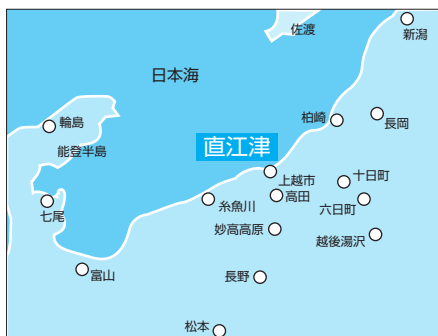 佐渡
新潟
日本海
輪島
柏崎
長岡
能登半島
直江津
上越市
十日町
高田
七尾
糸魚川
六日町
妙高高原
越後湯沢
富山
長野
松本